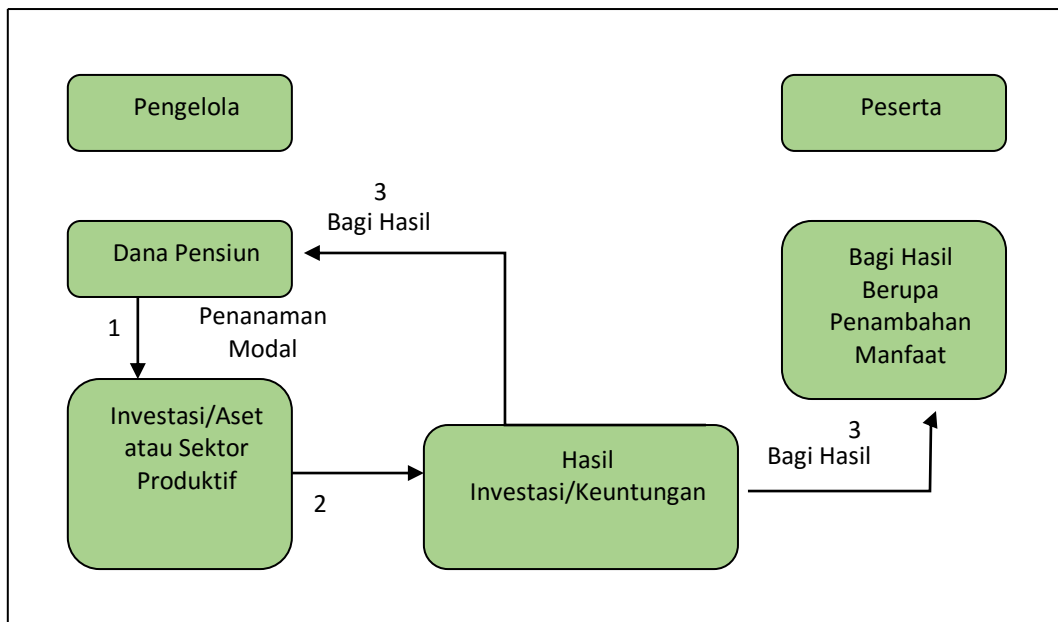 Pengelola
Peserta
3
Bagi Hasil
Dana Pensiun
Bagi Hasil
Berupa
Penambahan
Manfaat
1
Penanaman
Modal
Investasi/Aset
atau Sektor
Produktif
2
Hasil
Investasi/Keuntungan
3
Bagi Hasil